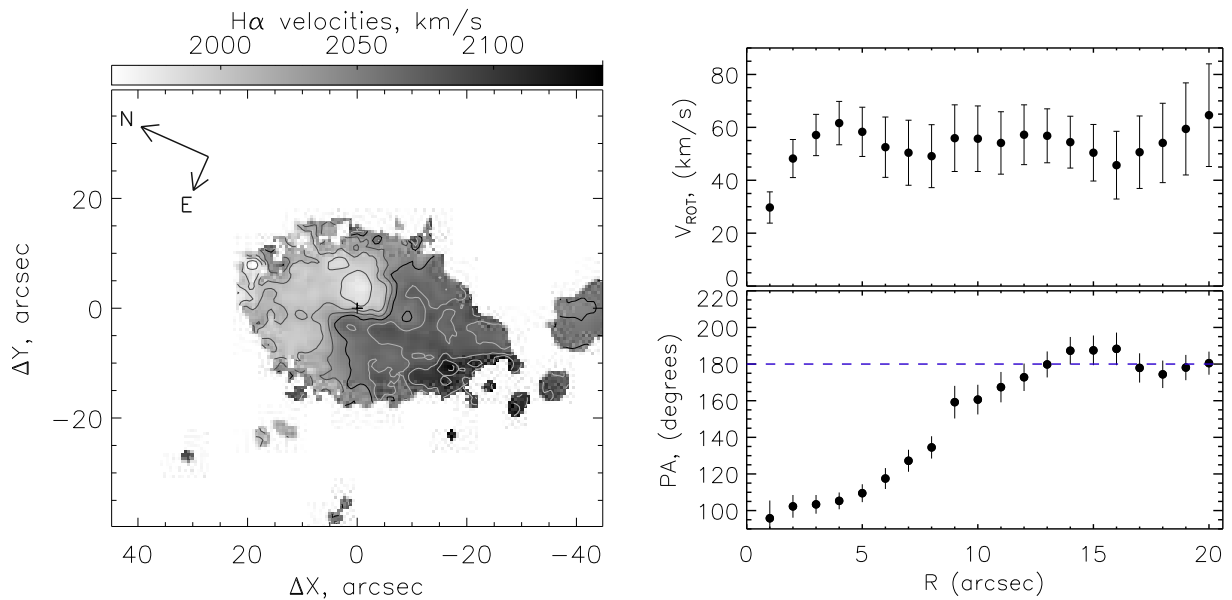 Hα velocities, km/s
2000 2050 2100
N
E
20
0
−20
ΔY, arcsec
40 20 0 −20 −40
ΔX, arcsec
80
60
40
20
0
V_ROT, (km/s)
220
200
180
160
140
120
100
PA, (degrees)
0 5 10 15 20
R (arcsec)